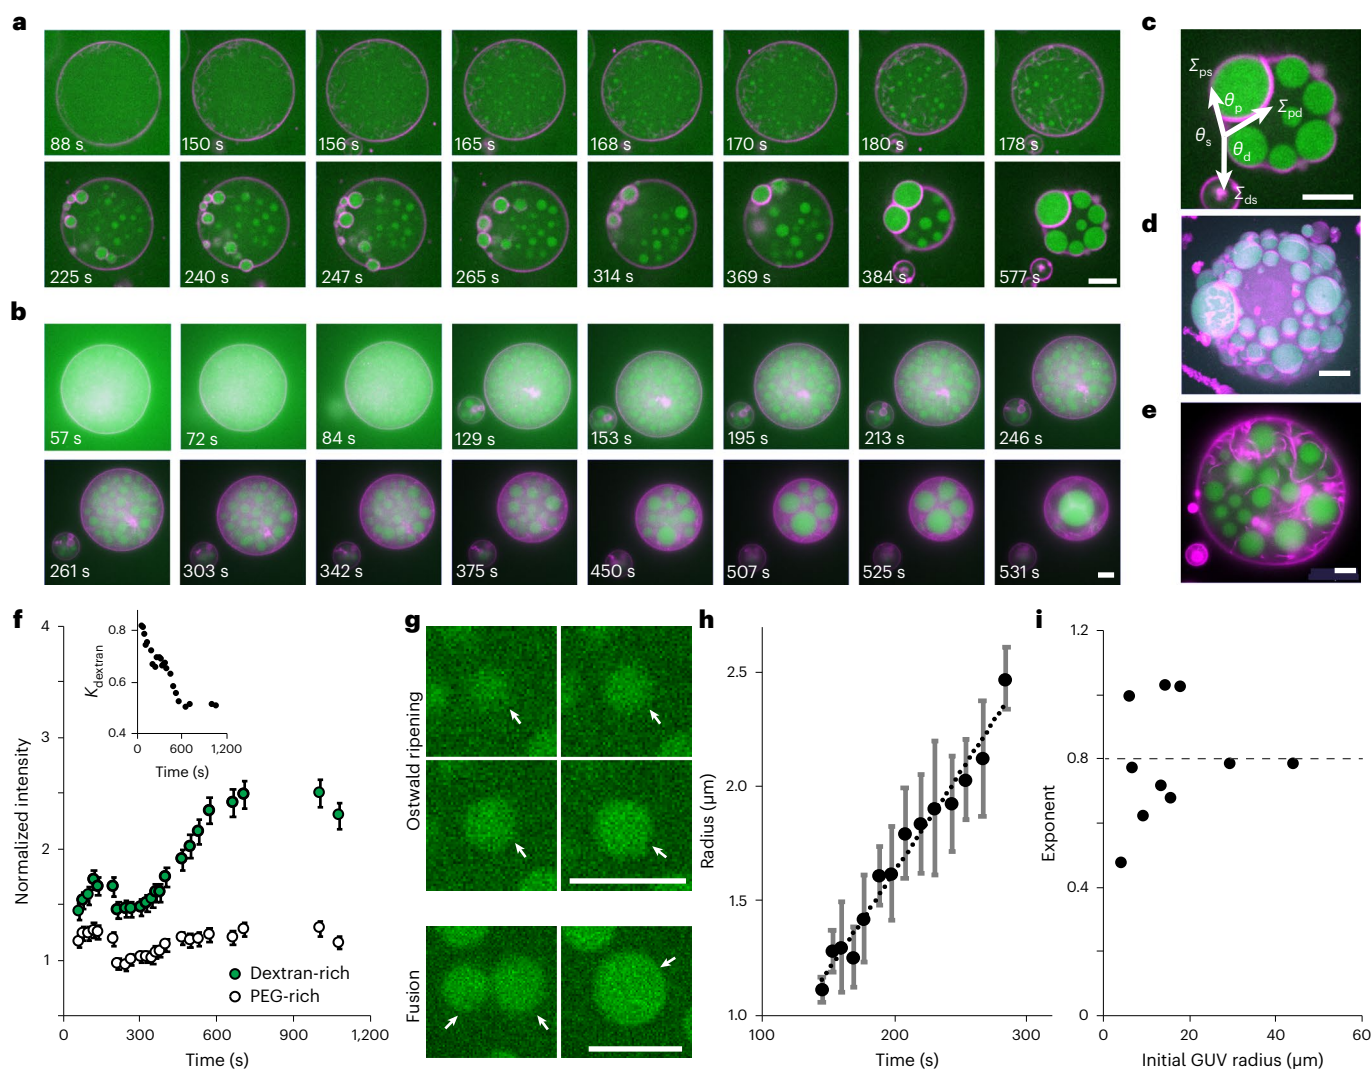 a
c
88 s
150 s
156 s
165 s
168 s
170 s
180 s
178 s
225 s
240 s
247 s
265 s
314 s
369 s
384 s
577 s
Σps
θp
Σpd
θs
θd
Σds
b
57 s
72 s
84 s
129 s
153 s
195 s
213 s
246 s
261 s
303 s
342 s
375 s
450 s
507 s
525 s
531 s
d
e
f
4
3
2
1
Normalized intensity
0
300
600
900
1,200
Time (s)
0.8
0.6
0.4
Kdextran
0
600
1,200
Time (s)
Dextran-rich
PEG-rich
g
Ostwald ripening
Fusion
h
2.5
2.0
1.5
1.0
Radius (μm)
100
200
300
Time (s)
i
1.2
0.8
0.4
0
Exponent
0
20
40
60
Initial GUV radius (μm)